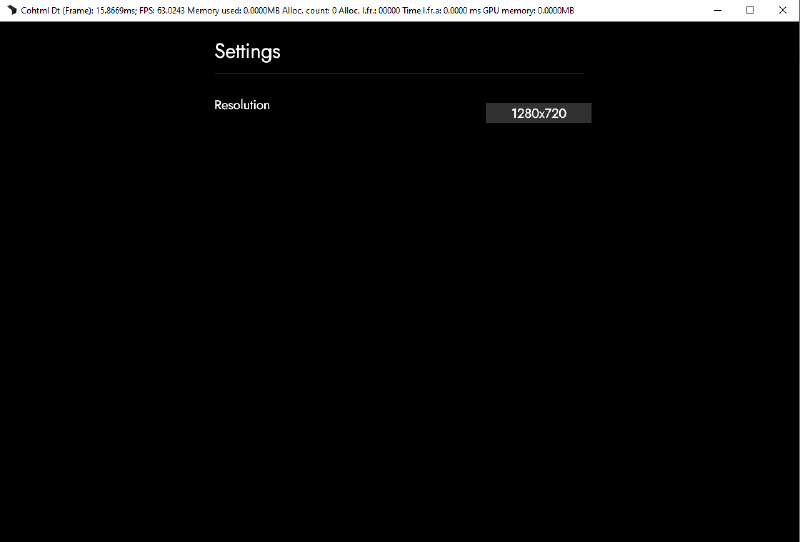 Cohtml Dt (Frame): 15.8669ms; FPS: 63.0243 Memory used: 0.0000MB Alloc. count: 0 Alloc. l.fr.: 00000 Time l.fr.a: 0.0000 ms GPU memory: 0.0000MB
Settings
Resolution
1280x720